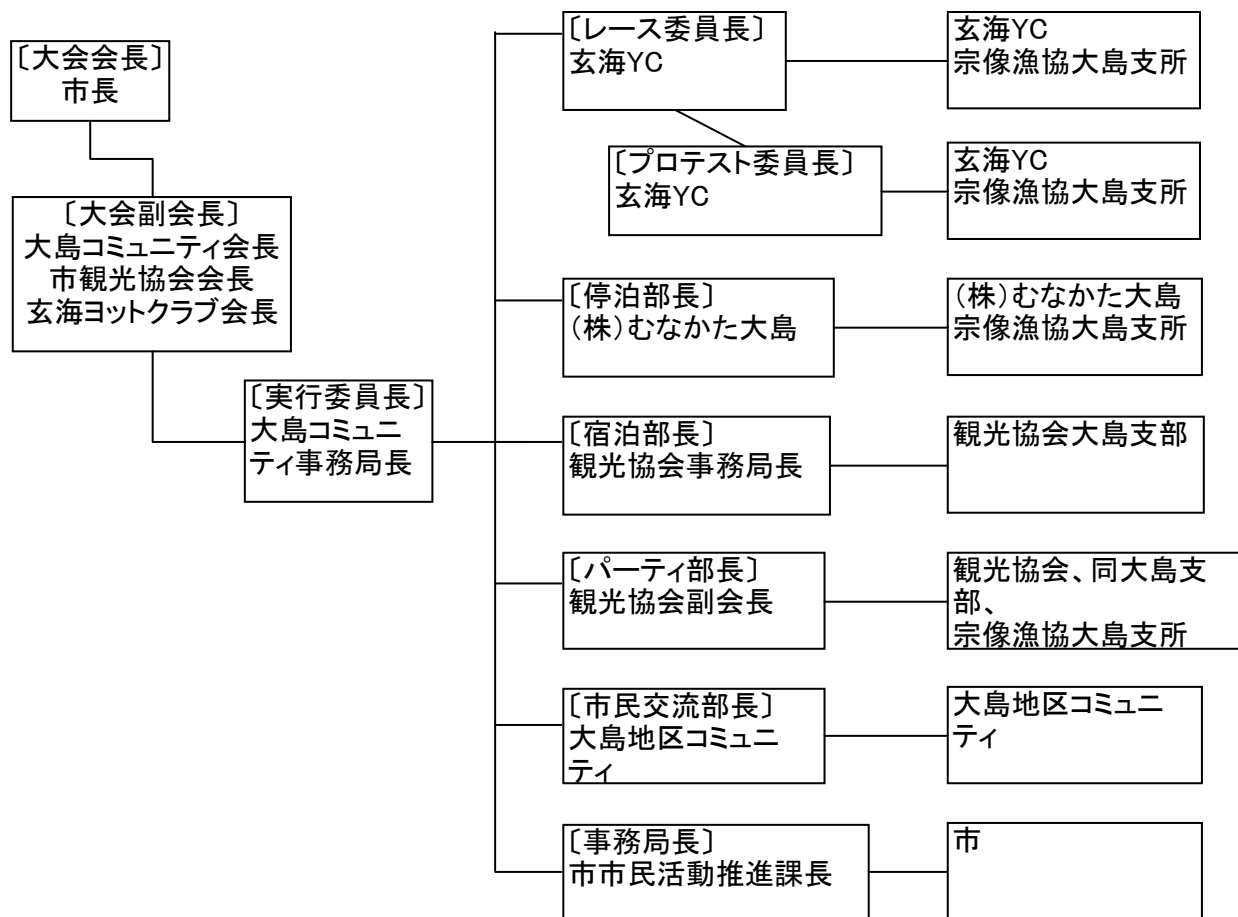 〔大会会長〕
市長
〔大会副会長〕
大島コミュニティ会長
市観光協会会長
玄海ヨットクラブ会長
〔実行委員長〕
大島コミュニ
ティ事務局長
〔レース委員長〕
玄海YC
玄海YC
宗像漁協大島支所
〔プロテスト委員長〕
玄海YC
玄海YC
宗像漁協大島支所
〔停泊部長〕
(株)むなかた大島
(株)むなかた大島
宗像漁協大島支所
〔宿泊部長〕
観光協会事務局長
観光協会大島支部
〔パーティ部長〕
観光協会副会長
観光協会、同大島支
部、
宗像漁協大島支所
〔市民交流部長〕
大島地区コミュニ
ティ
大島地区コミュニ
ティ
〔事務局長〕
市市民活動推進課長
市